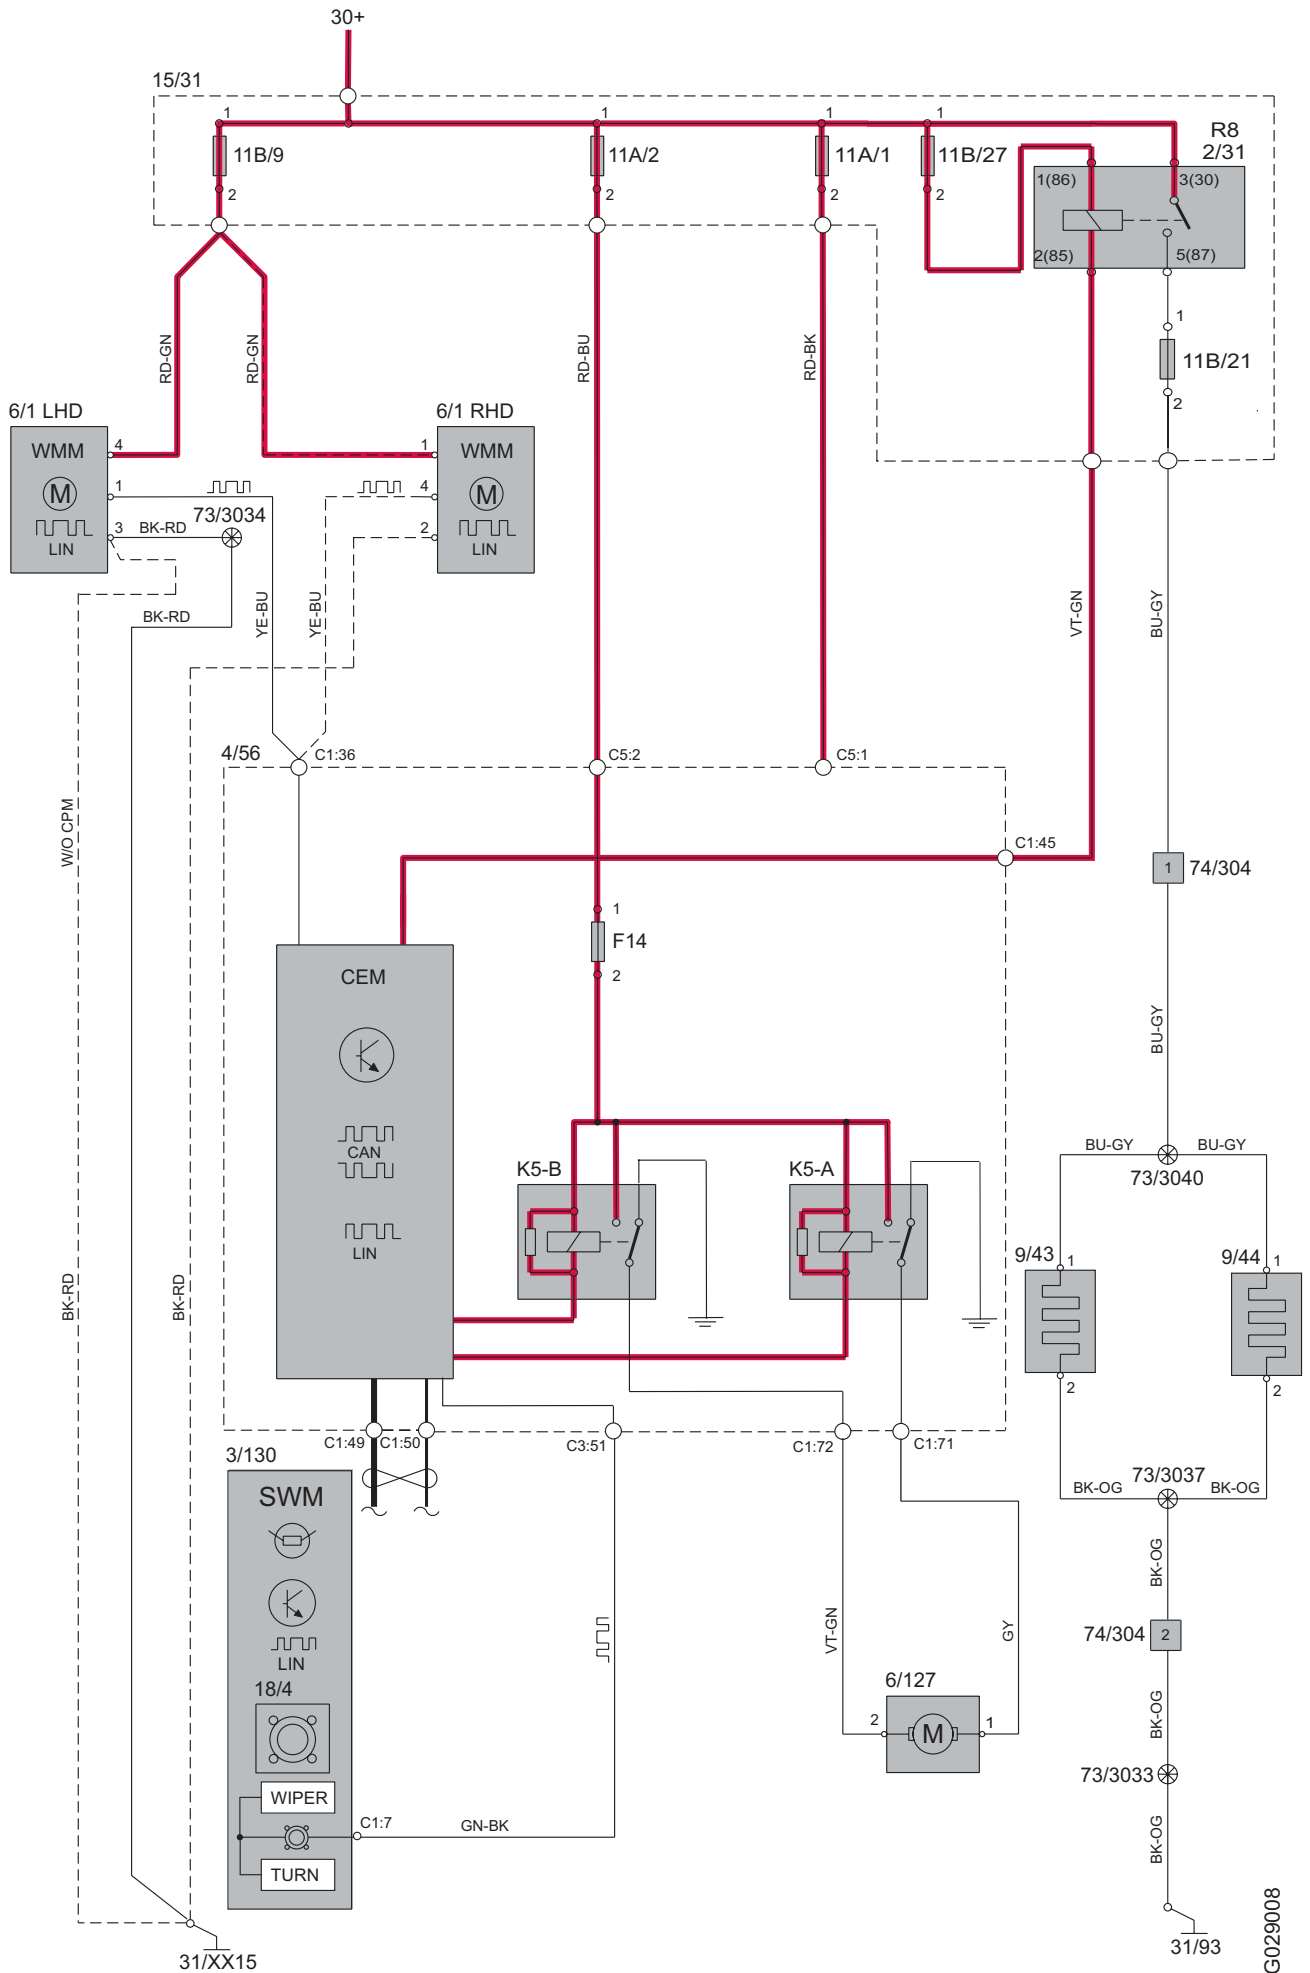 30+
15/31
1
1
1
1
11B/9
11A/2
11A/1
11B/27
R8
2/31
2
2
2
2
1(86)
3(30)
2(85)
5(87)
1
11B/21
2
RD-GN
RD-GN
RD-BU
RD-BK
6/1 LHD
6/1 RHD
WMM
4
1
WMM
M
1
4
M
73/3034
3
BK-RD
2
LIN
LIN
BK-RD
YE-BU
YE-BU
VT-GN
BU-GY
4/56
C1:36
C5:2
C5:1
W/O CPM
C1:45
1
74/304
1
F14
2
CEM
CAN
LIN
BU-GY
BU-GY
BU-GY
73/3040
K5-B
K5-A
9/43
1
9/44
1
BK-RD
BK-RD
2
2
C1:49
C1:50
C3:51
C1:72
C1:71
3/130
SWM
73/3037
BK-OG
BK-OG
BK-OG
LIN
18/4
VT-GN
GY
74/304
2
6/127
2
M
1
BK-OG
73/3033
WIPER
C1:7
GN-BK
TURN
BK-OG
31/XX15
31/93
G029008